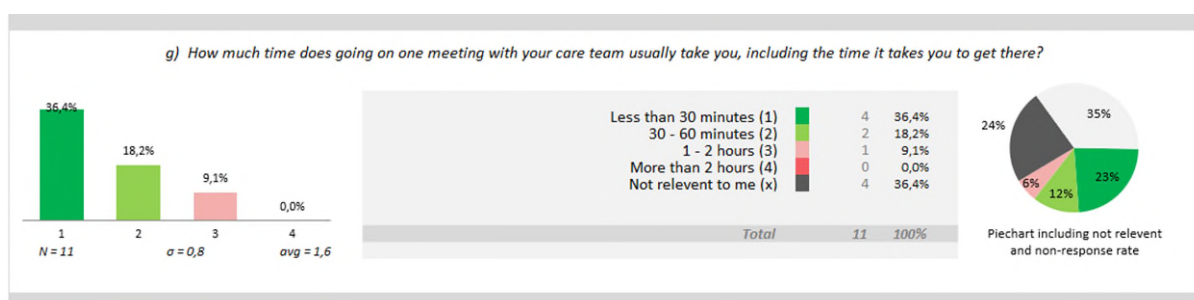 g) How much time does going on one meeting with your care team usually take you, including the time it takes you to get there?
36,4%
18,2%
9,1%
0,0%
1 2 3 4
N = 11 σ = 0,8 avg = 1,6
Less than 30 minutes (1) 4 36,4%
30 - 60 minutes (2) 2 18,2%
1 - 2 hours (3) 1 9,1%
More than 2 hours (4) 0 0,0%
Not relevent to me (x) 4 36,4%
Total 11 100%
35%
24%
23%
6%
12%
Piechart including not relevent
and non-response rate